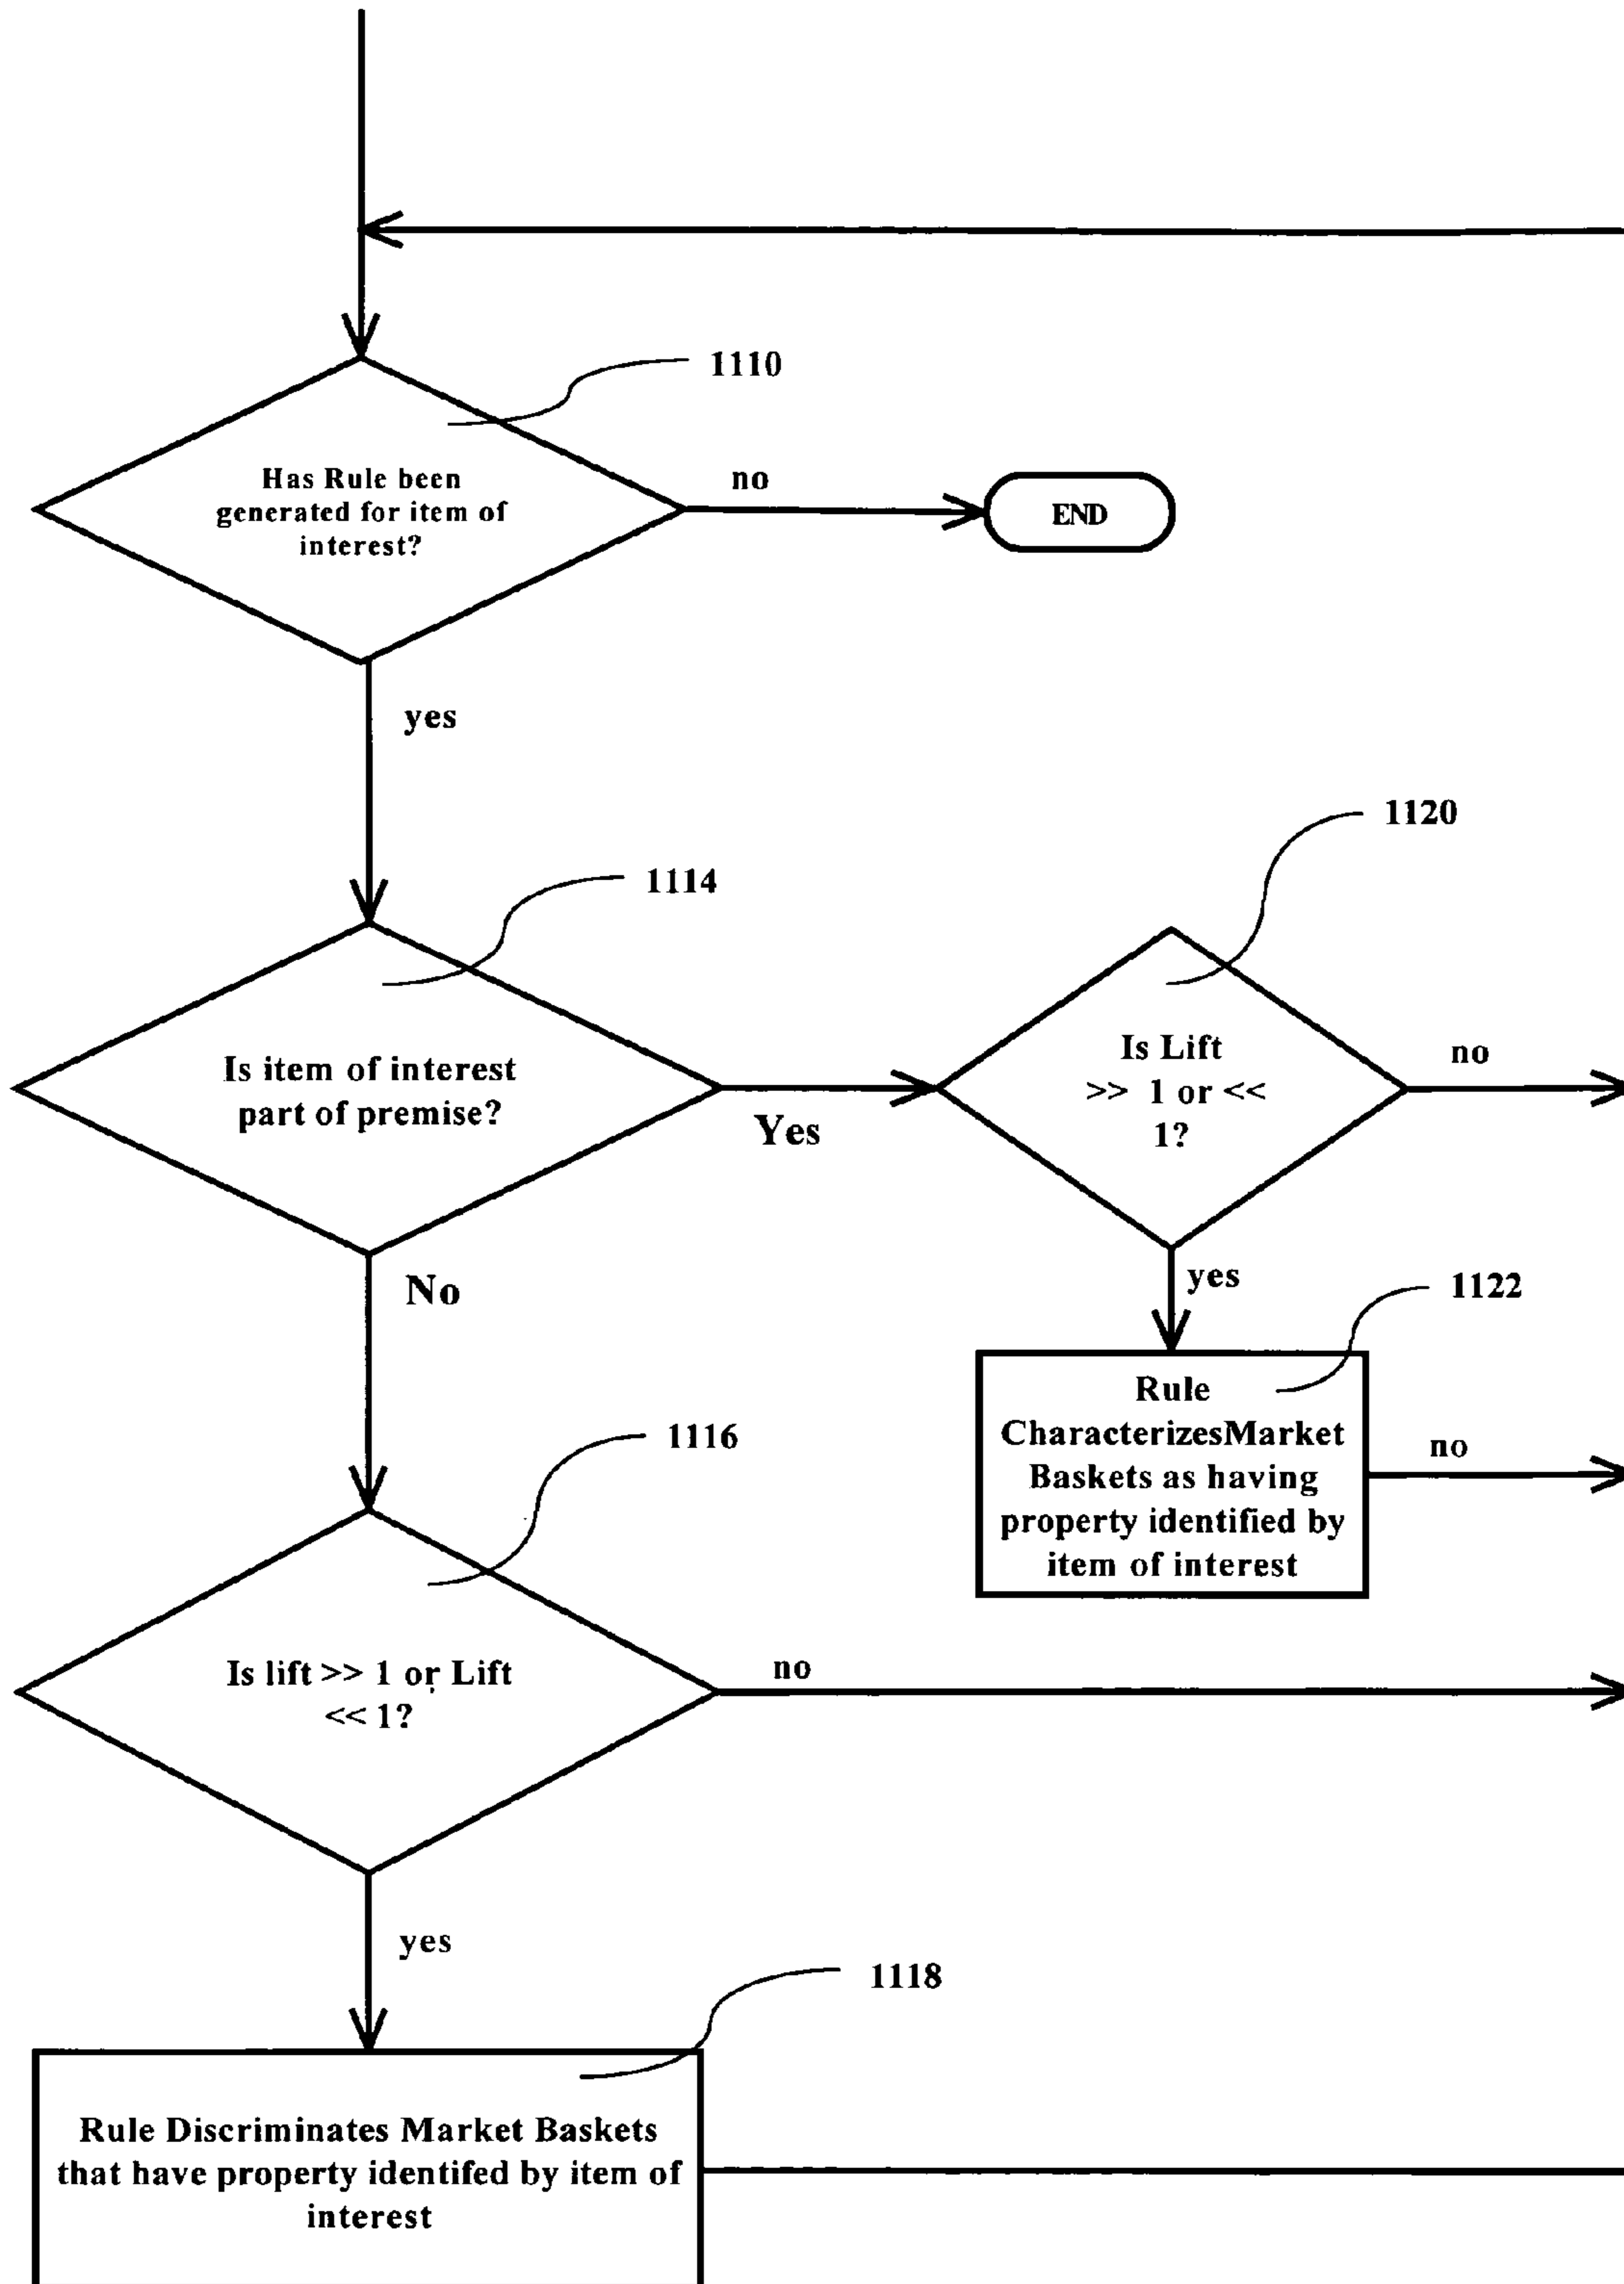 1110
Has Rule been
generated for item of
interest?
no
END
yes
1120
1114
Is item of interest
part of premise?
Yes
Is Lift
>> 1 or <<
1?
no
No
yes
1122
Rule
CharacterizesMarket
Baskets as having
property identified by
item of interest
no
1116
Is lift >> 1 or Lift
<< 1?
no
yes
1118
Rule Discriminates Market Baskets
that have property identifed by item of
interest